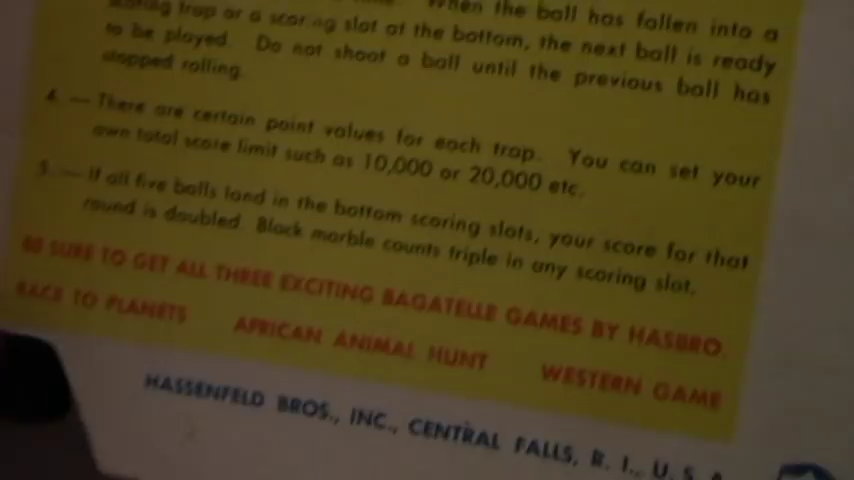 When the ball has fallen into a
scoring trap or a scoring slot at the bottom, the next ball is ready
to be played. Do not shoot a ball until the previous ball has
stopped rolling.
4. — There are certain point values for each trap. You can set your
own total score limit such as 10,000 or 20,000 etc.
5. — If all five balls land in the bottom scoring slots, your score for that
round is doubled. Black marble counts triple in any scoring slot.
BE SURE TO GET ALL THREE EXCITING BAGATELLE GAMES BY HASBRO.
RACE TO PLANETS AFRICAN ANIMAL HUNT WESTERN GAME
HASSENFELD BROS., INC., CENTRAL FALLS, R. I., U. S. A